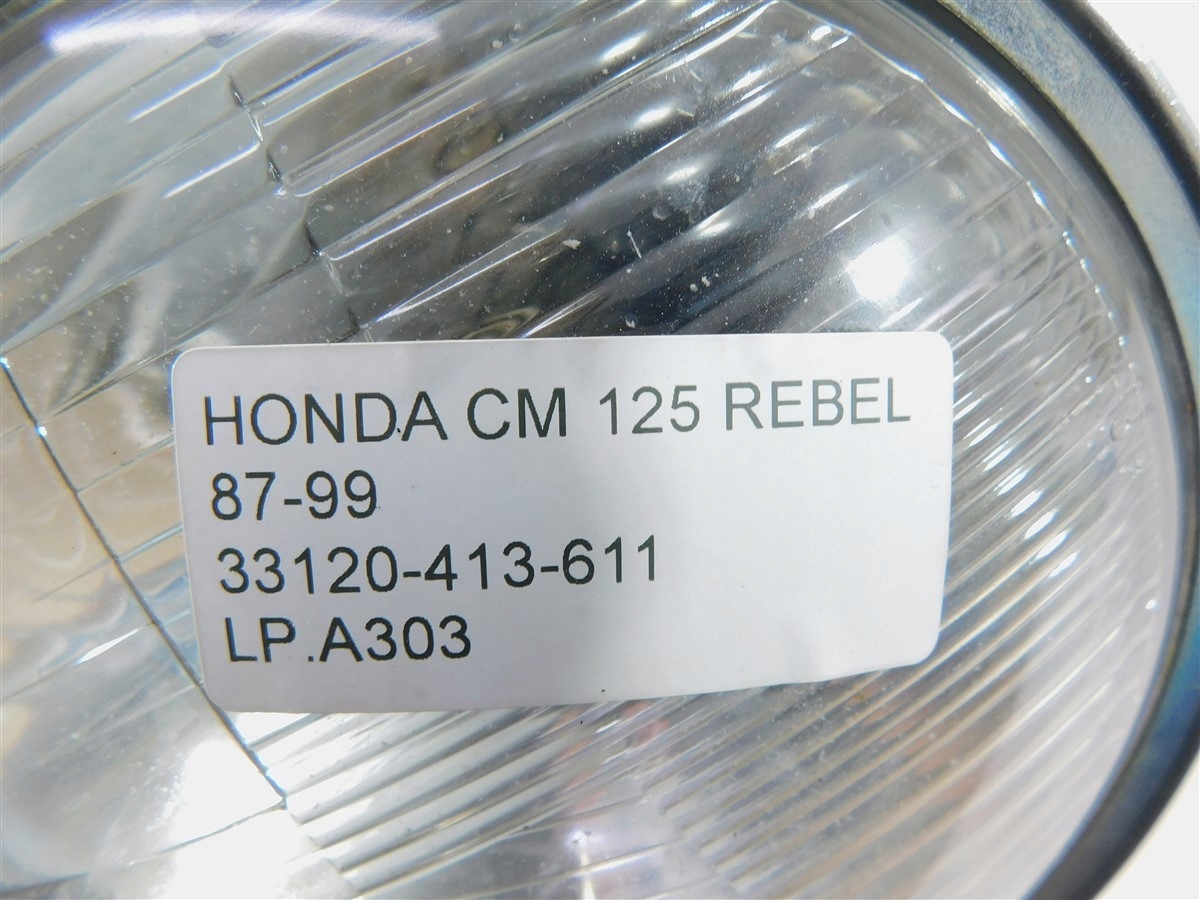 HONDA CM 125 REBEL
87-99
33120-413-611
LP.A303